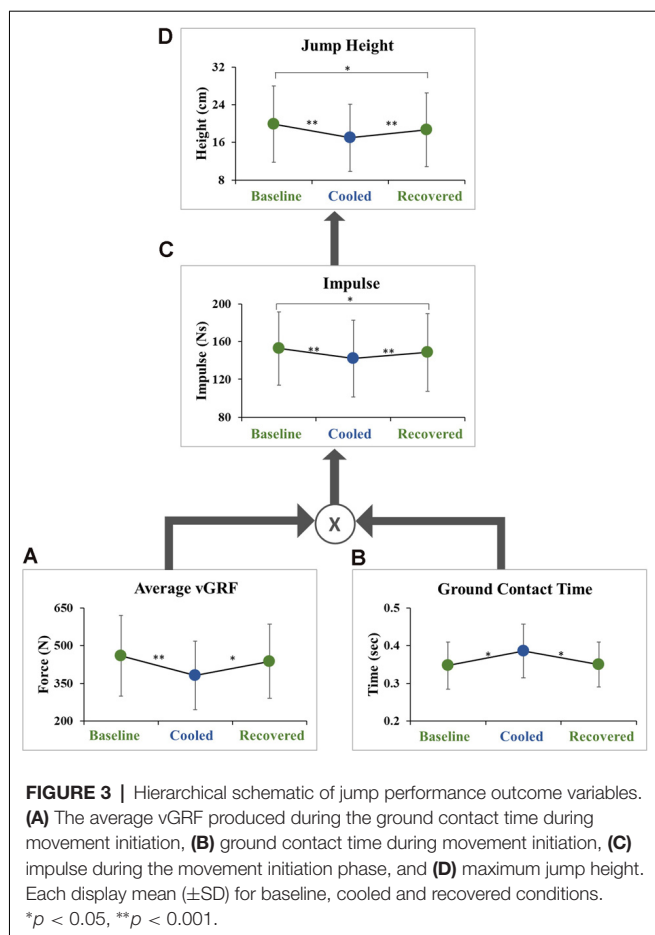 D
Jump Height
Height (cm)
32
24
16
8
*
**
**
Baseline Cooled Recovered
C
Impulse
Impulse (Ns)
200
160
120
80
*
**
**
Baseline Cooled Recovered
X
A
Average vGRF
Force (N)
650
500
350
200
**
*
Baseline Cooled Recovered
B
Ground Contact Time
Time (sec)
0.5
0.4
0.3
0.2
*
*
Baseline Cooled Recovered
FIGURE 3 | Hierarchical schematic of jump performance outcome variables.
(A) The average vGRF produced during the ground contact time during
movement initiation, (B) ground contact time during movement initiation, (C)
impulse during the movement initiation phase, and (D) maximum jump height.
Each display mean (±SD) for baseline, cooled and recovered conditions.
*p < 0.05, **p < 0.001.